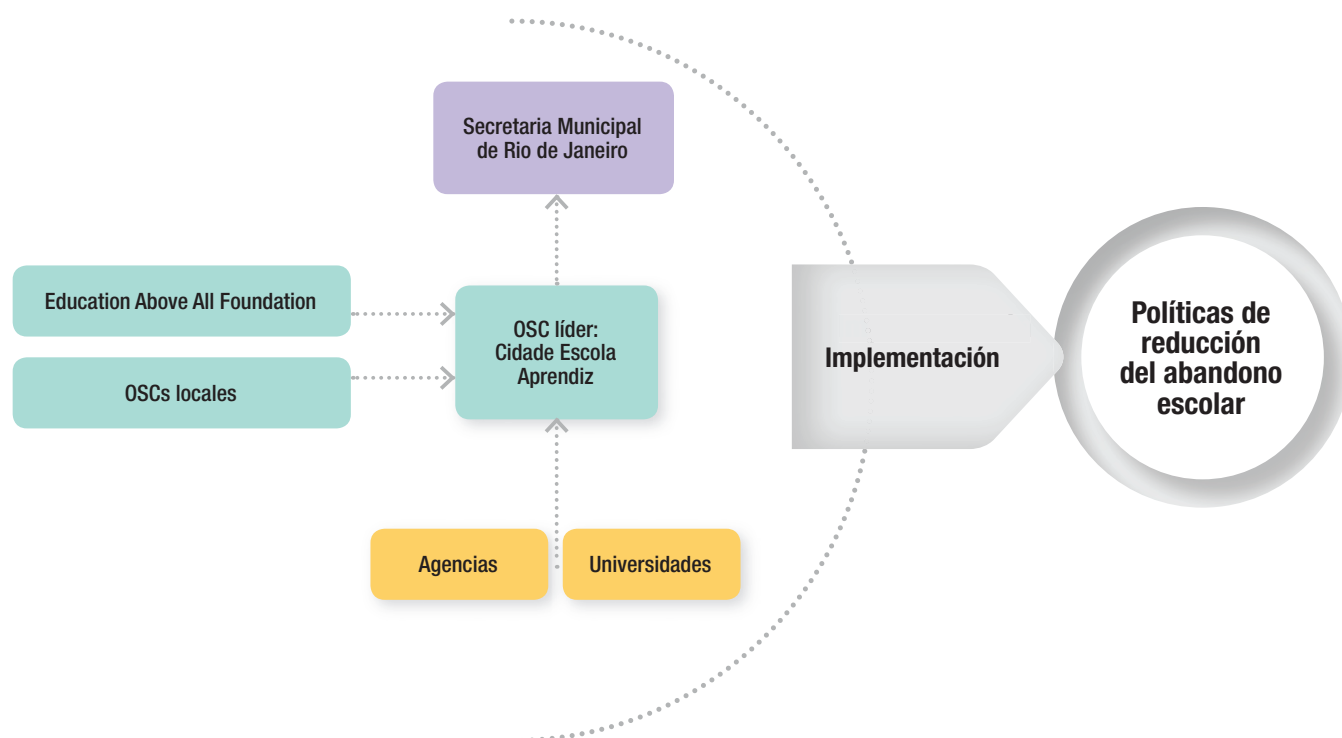 Secretaria Municipal
de Rio de Janeiro
Education Above All Foundation
OSCs locales
OSC líder:
Cidade Escola
Aprendiz
Agencias
Universidades
Implementación
Políticas de
reducción
del abandono
escolar